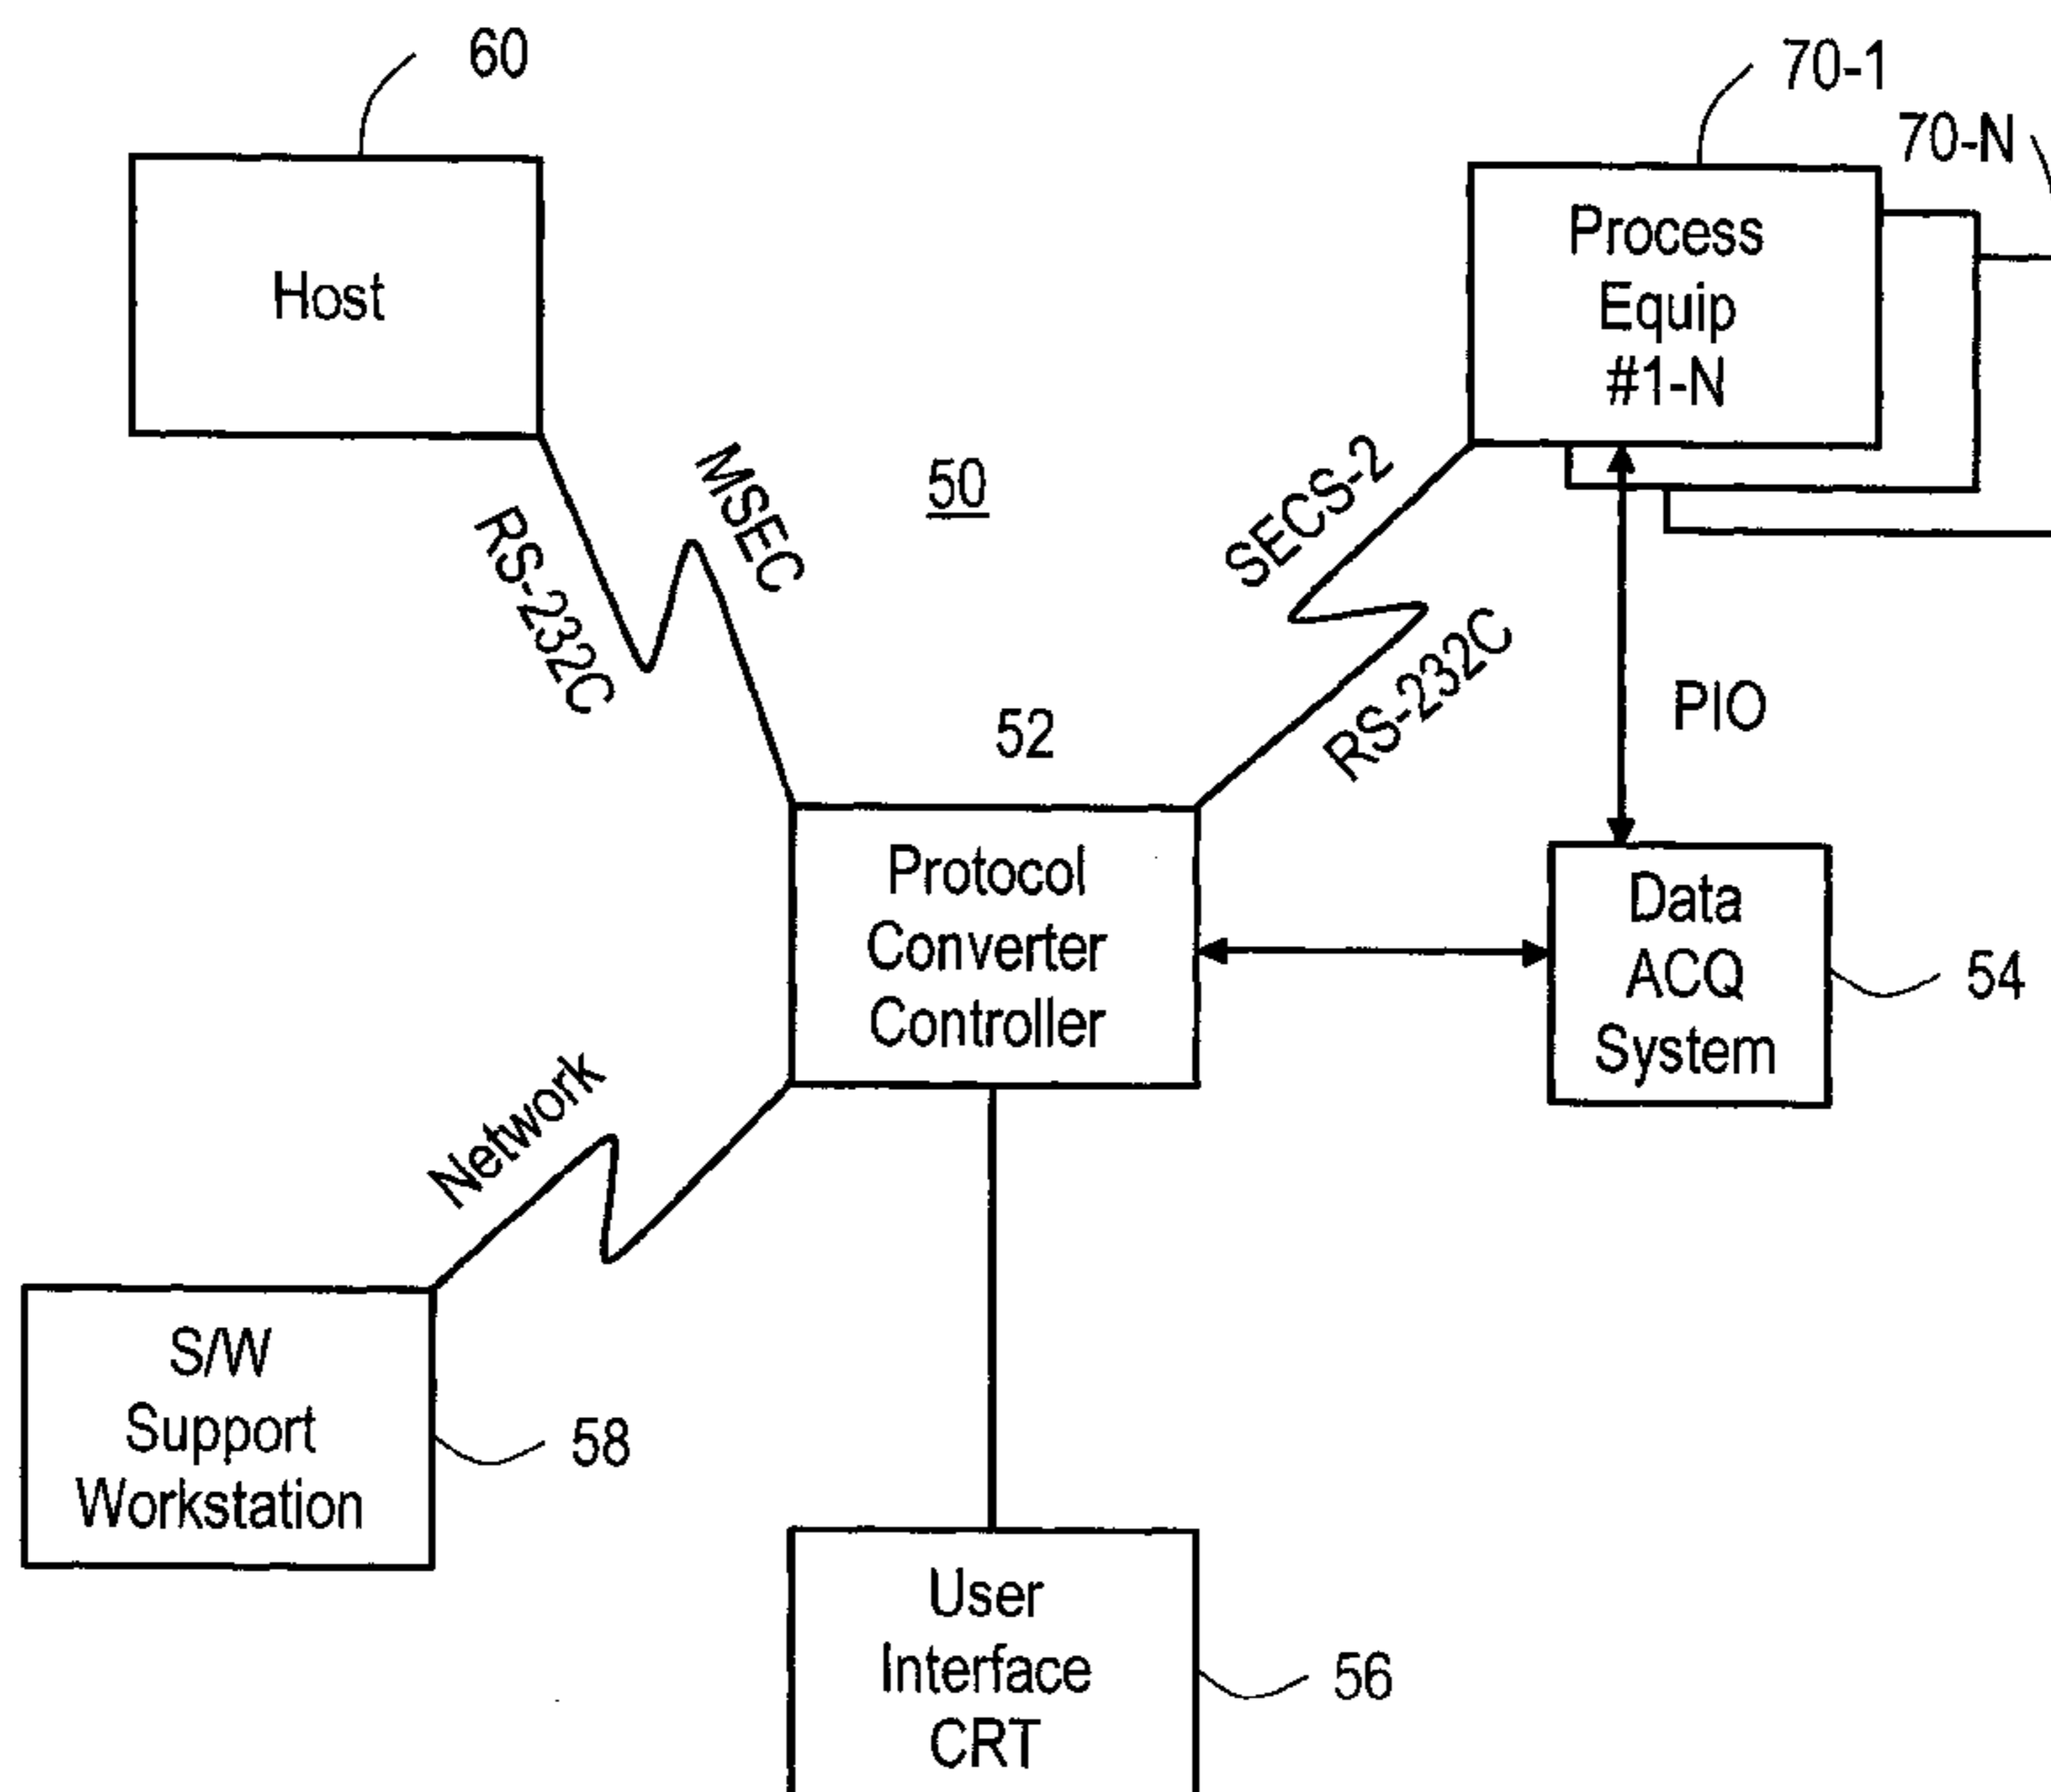 60
70-1
70-N
Host
Process
Equip
#1-N
MSEC
RS-232C
50
SECS-2
RS-232C
PIO
52
Protocol
Converter
Controller
Data
ACQ
System
54
Network
S/W
Support
Workstation
58
User
Interface
CRT
56